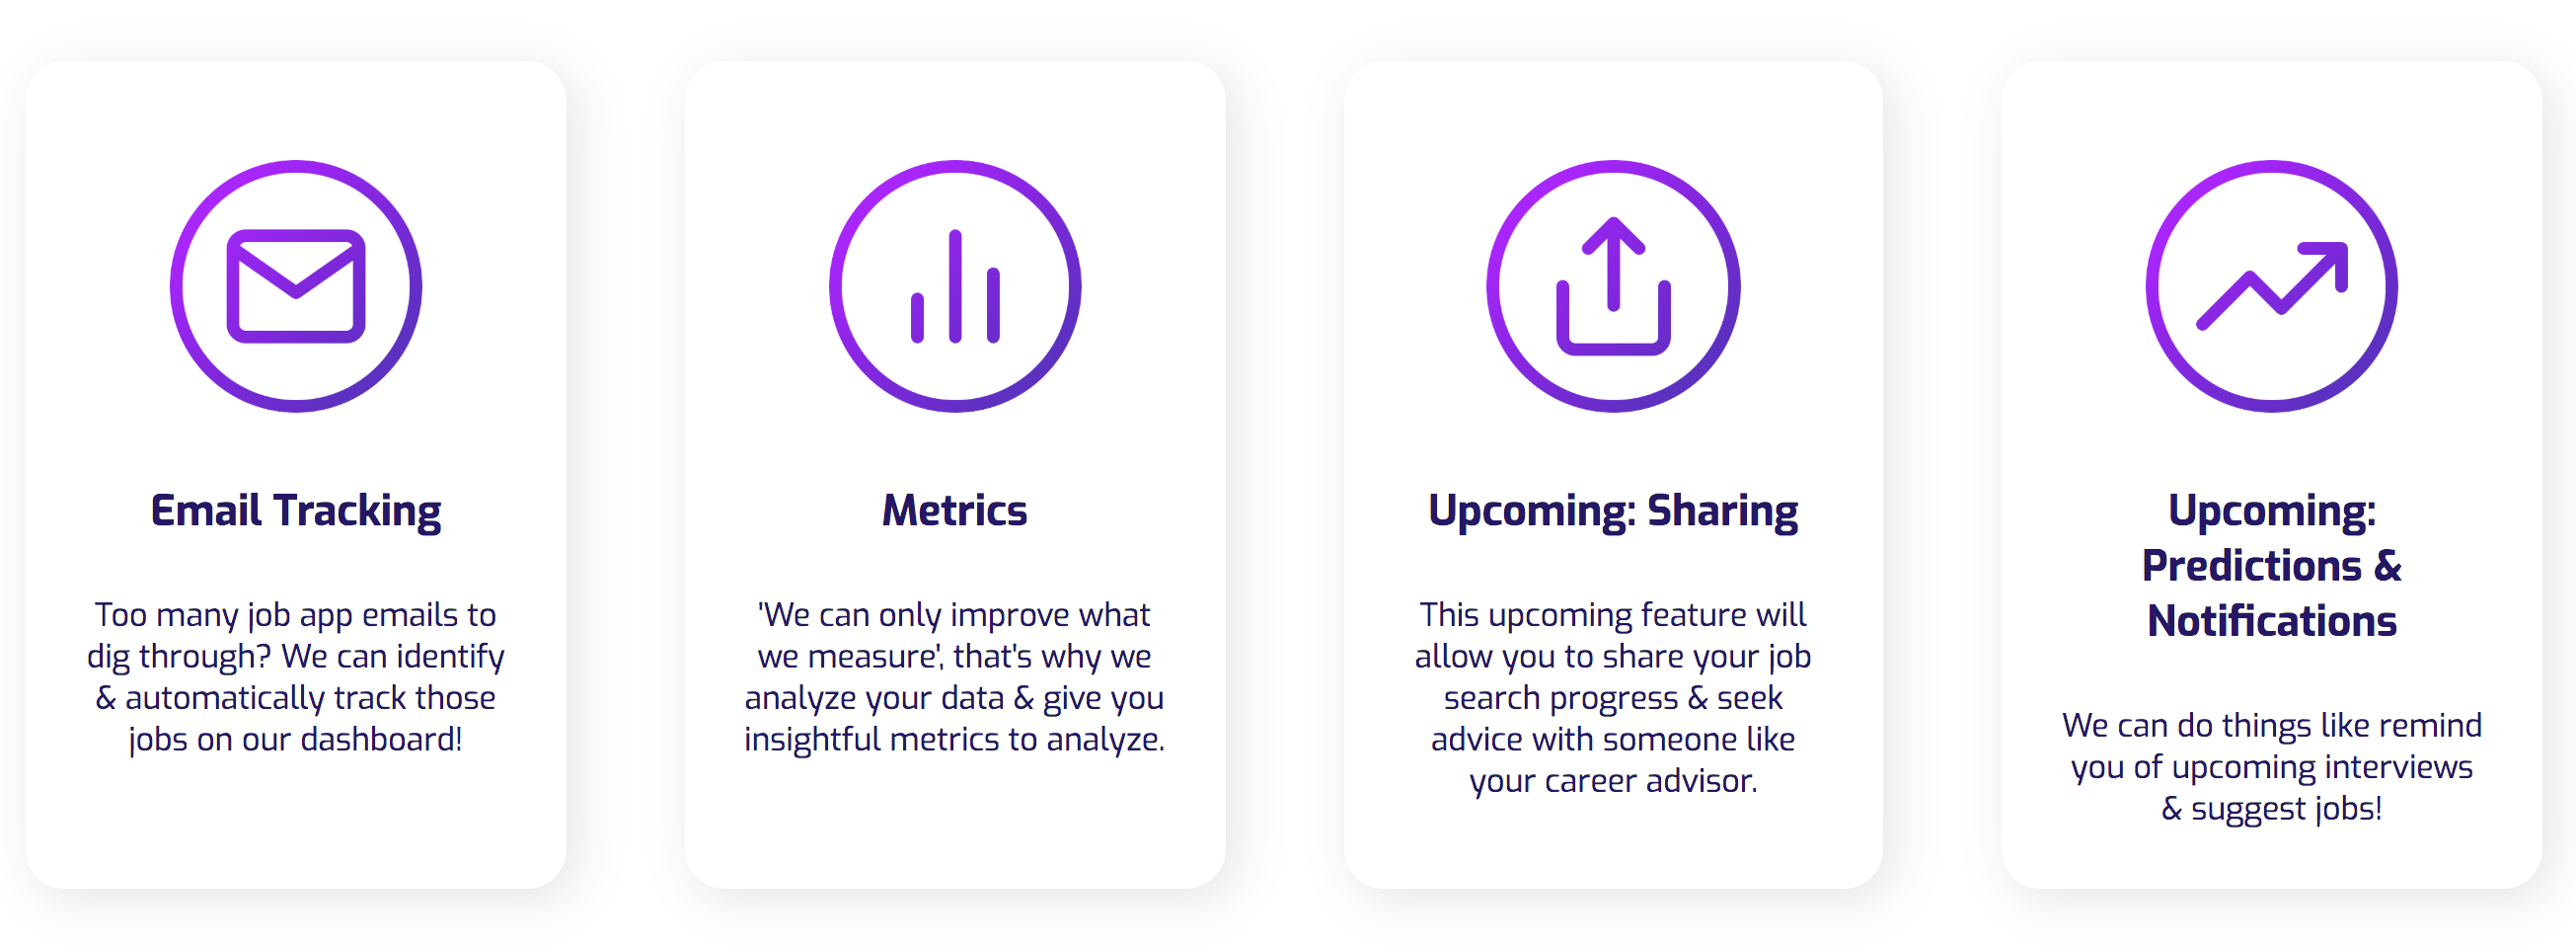 Email Tracking
Too many job app emails to
dig through? We can identify
& automatically track those
jobs on our dashboard!
Metrics
'We can only improve what
we measure', that's why we
analyze your data & give you
insightful metrics to analyze.
Upcoming: Sharing
This upcoming feature will
allow you to share your job
search progress & seek
advice with someone like
your career advisor.
Upcoming:
Predictions &
Notifications
We can do things like remind
you of upcoming interviews
& suggest jobs!